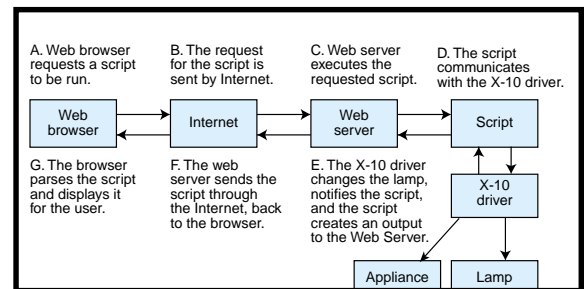 A. Web browser
requests a script
to be run.
B. The request
for the script is
sent by Internet.
C. Web server
executes the
requested script.
D. The script
communicates
with the X-10 driver.
Web
browser
Internet
Web
server
Script
G. The browser
parses the script
and displays it
for the user.
F. The web
server sends the
script through
the Internet, back
to the browser.
E. The X-10 driver
changes the lamp,
notifies the script,
and the script
creates an output
to the Web Server.
X-10
driver
Appliance
Lamp